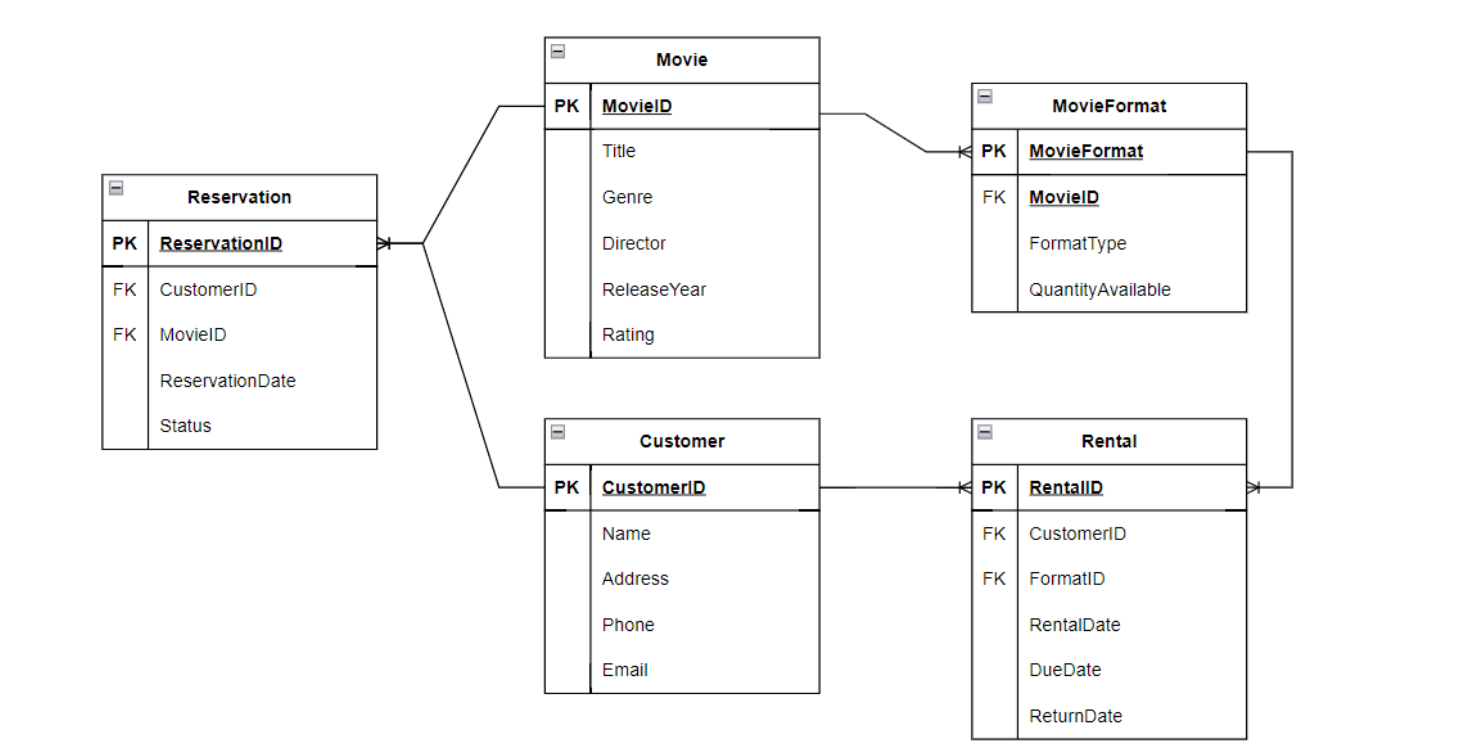 Movie
PK MovieID
Title
Genre
Director
ReleaseYear
Rating
MovieFormat
PK MovieFormat
FK MovieID
FormatType
QuantityAvailable
Reservation
PK ReservationID
FK CustomerID
FK MovieID
ReservationDate
Status
Customer
PK CustomerID
Name
Address
Phone
Email
Rental
PK RentalID
FK CustomerID
FK FormatID
RentalDate
DueDate
ReturnDate